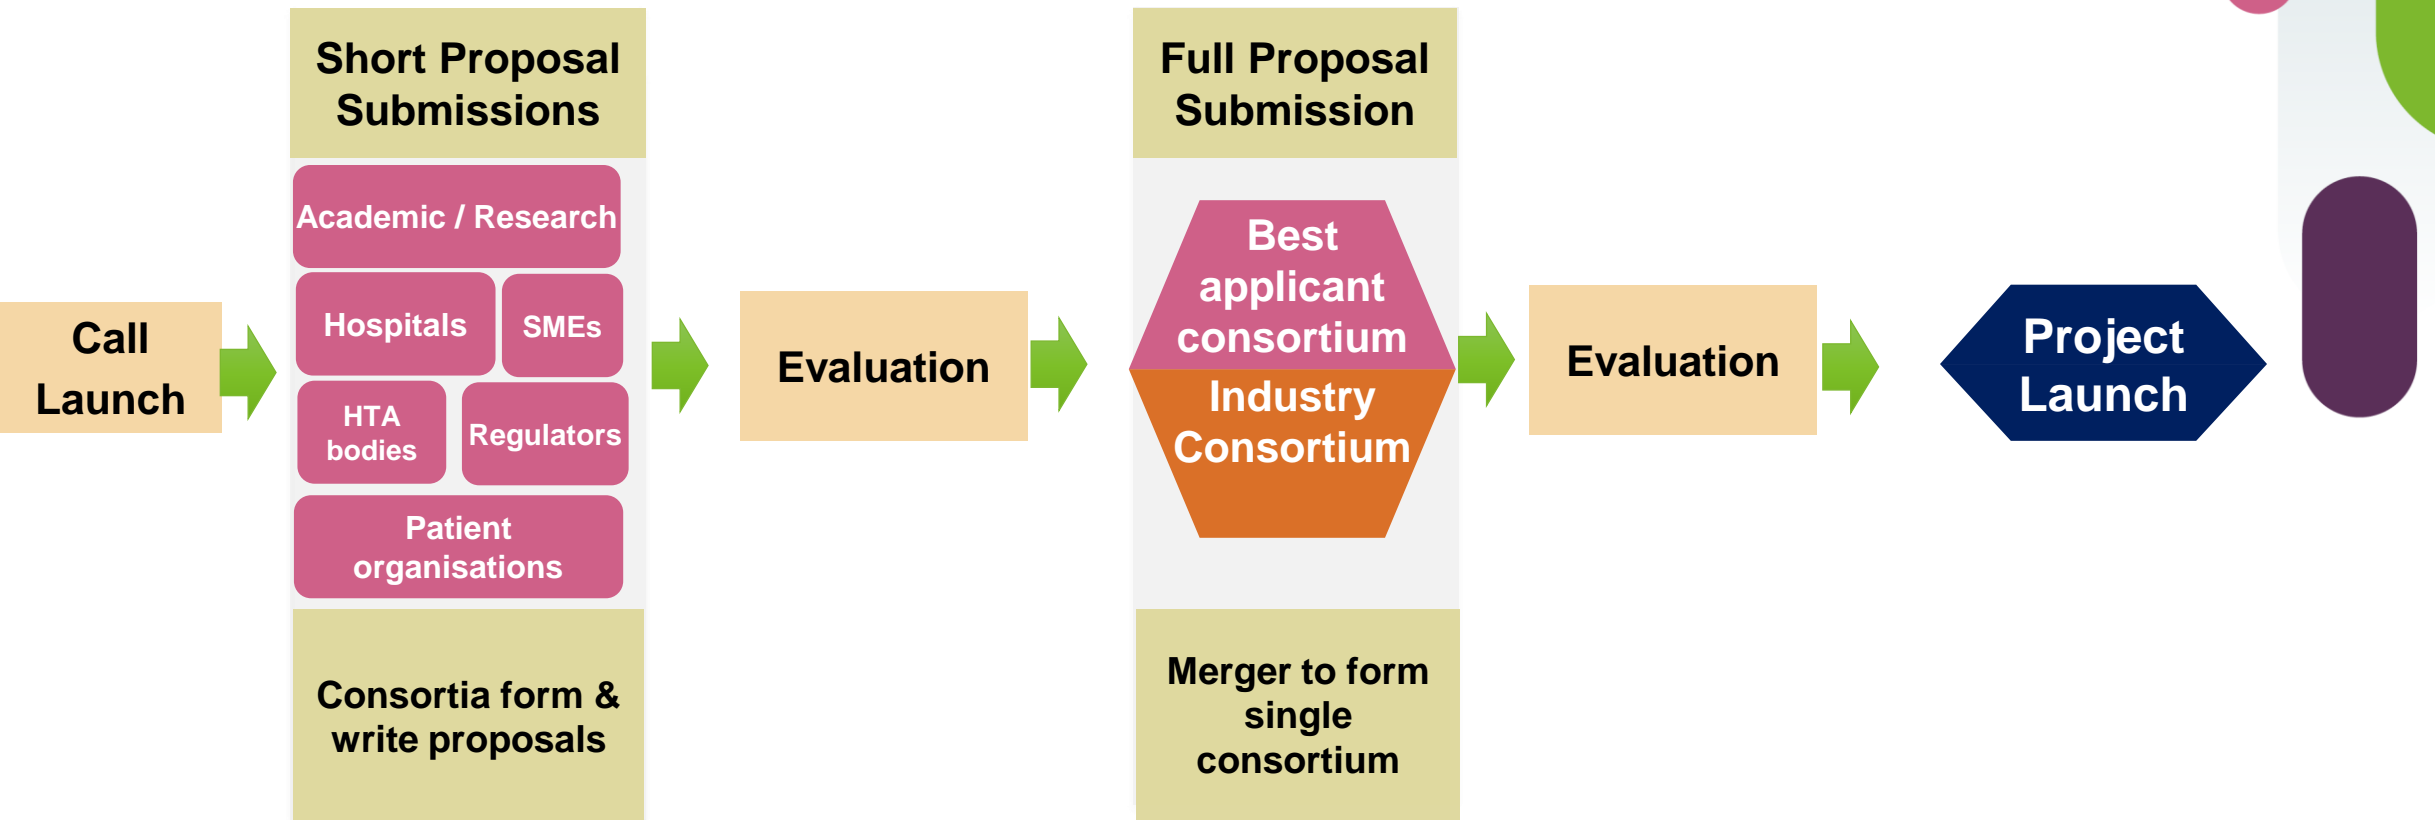 Call
Launch
Short Proposal
Submissions
Academic / Research
Hospitals
SMEs
HTA
bodies
Regulators
Patient
organisations
Consortia form &
write proposals
Evaluation
Full Proposal
Submission
Best
applicant
consortium
Industry
Consortium
Merger to form
single
consortium
Evaluation
Project
Launch